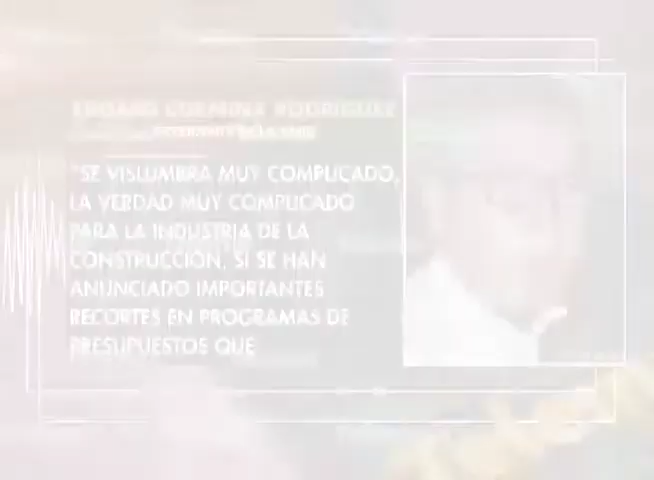 RODRÍGUEZ
"SE VISLUMBRA MUY COMPLICADO,
LA VERDAD MUY COMPLICADO
PARA LA INDUSTRIA DE LA
CONSTRUCCIÓN, SI SE HAN
ANUNCIADO IMPORTANTES
RECORTES EN PROGRAMAS DE
PRESUPUESTOS QUE